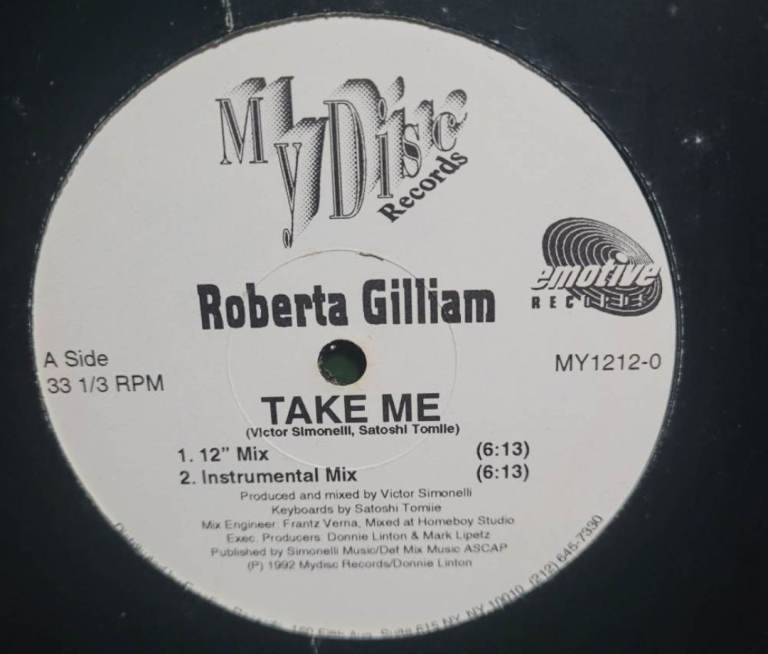 My Disc
Records
emotive
RECORDS
Roberta Gilliam
A Side
33 1/3 RPM
MY1212-0
TAKE ME
(Victor Simonelli, Satoshi Tomiie)
1. 12” Mix (6:13)
2. Instrumental Mix (6:13)
Produced and mixed by Victor Simonelli
Keyboards by Satoshi Tomiie
Mix Engineer: Frantz Verna, Mixed at Homeboy Studio
Exec. Producers: Donnie Linton & Mark Lipetz
Published by Simonelli Music/Def Mix Music ASCAP
(P) 1992 Mydisc Records/Donnie Linton
Fifth Ave. Suite 615 NY, NY 10010 (212) 645-7330